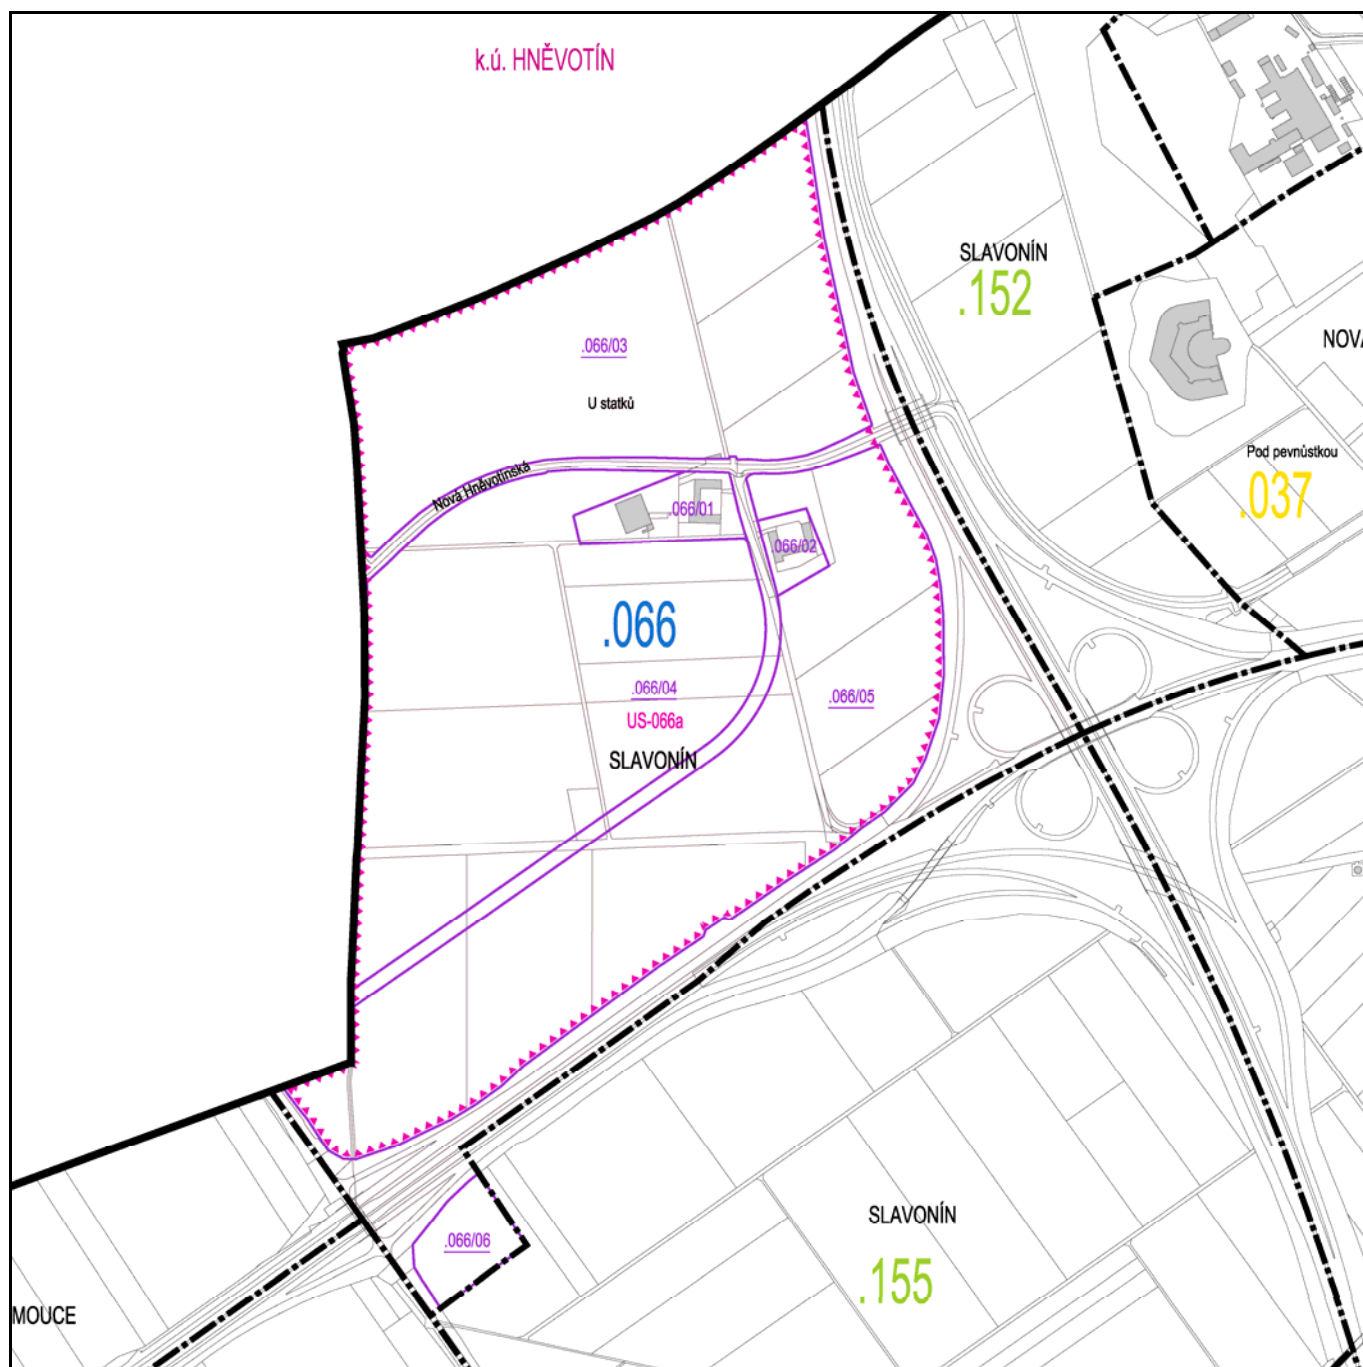 k.ú. HNĚVOTÍN
SLAVONÍN
.152
NOVÁ
.066/03
U statků
Pod pevnůstkou
.037
Nová Hněvotínská
.066/01
.066/02
.066
.066/04
.066/05
US-066a
SLAVONÍN
SLAVONÍN
.066/06
.155
MOUCE